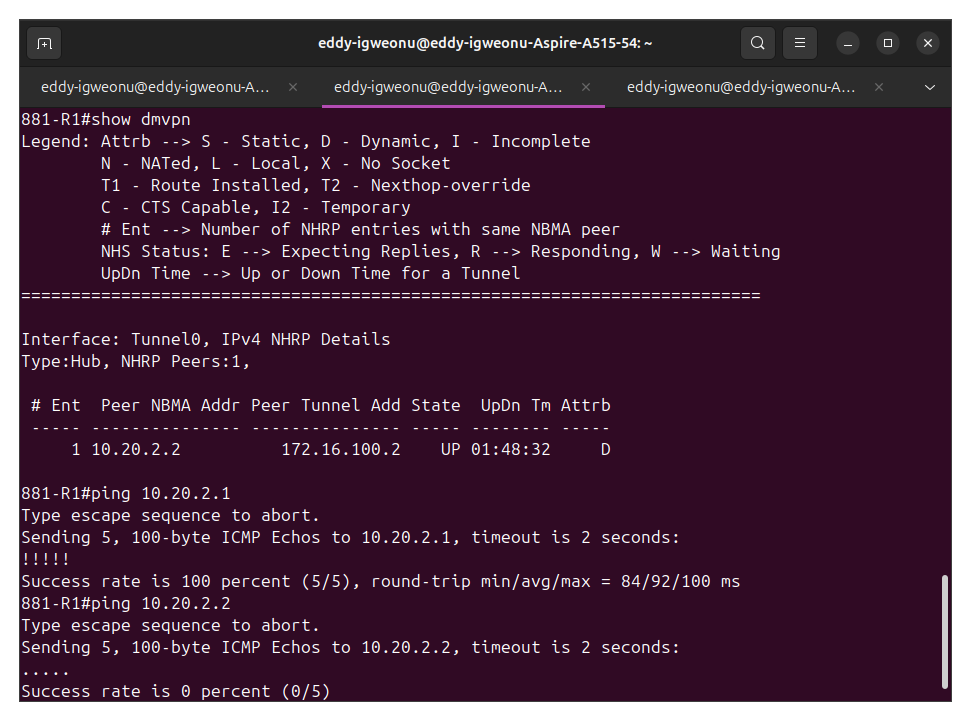 eddy-igweonu@eddy-igweonu-Aspire-A515-54: ~
eddy-igweonu@eddy-igweonu-A... eddy-igweonu@eddy-igweonu-A... eddy-igweonu@eddy-igweonu-A...
881-R1#show dmvpn
Legend: Attrb --> S - Static, D - Dynamic, I - Incomplete
        N - NATed, L - Local, X - No Socket
        T1 - Route Installed, T2 - Nexthop-override
        C - CTS Capable, I2 - Temporary
        # Ent --> Number of NHRP entries with same NBMA peer
        NHS Status: E --> Expecting Replies, R --> Responding, W --> Waiting
        UpDn Time --> Up or Down Time for a Tunnel
==========================================================================
Interface: Tunnel0, IPv4 NHRP Details
Type:Hub, NHRP Peers:1,
 # Ent  Peer NBMA Addr Peer Tunnel Add State  UpDn Tm Attrb
 ----- --------------- --------------- ----- -------- -----
     1 10.20.2.2          172.16.100.2    UP 01:48:32     D
881-R1#ping 10.20.2.1
Type escape sequence to abort.
Sending 5, 100-byte ICMP Echos to 10.20.2.1, timeout is 2 seconds:
!!!!!
Success rate is 100 percent (5/5), round-trip min/avg/max = 84/92/100 ms
881-R1#ping 10.20.2.2
Type escape sequence to abort.
Sending 5, 100-byte ICMP Echos to 10.20.2.2, timeout is 2 seconds:
.....
Success rate is 0 percent (0/5)